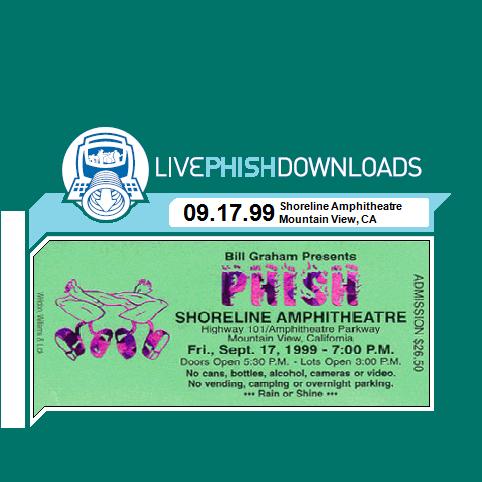 LIVEPHISHDOWNLOADS
09.17.99 Shoreline Amphitheatre
Mountain View, CA
Bill Graham Presents
PHISH
SHORELINE AMPHITHEATRE
Highway 101/Amphitheatre Parkway
Mountain View, California
Fri., Sept. 17, 1999 - 7:00 P.M.
Doors Open 5:30 P.M. - Lots Open 3:00 P.M.
No cans, bottles, alcohol, cameras or video.
No vending, camping or overnight parking.
••• Rain or Shine •••
ADMISSION $26.50